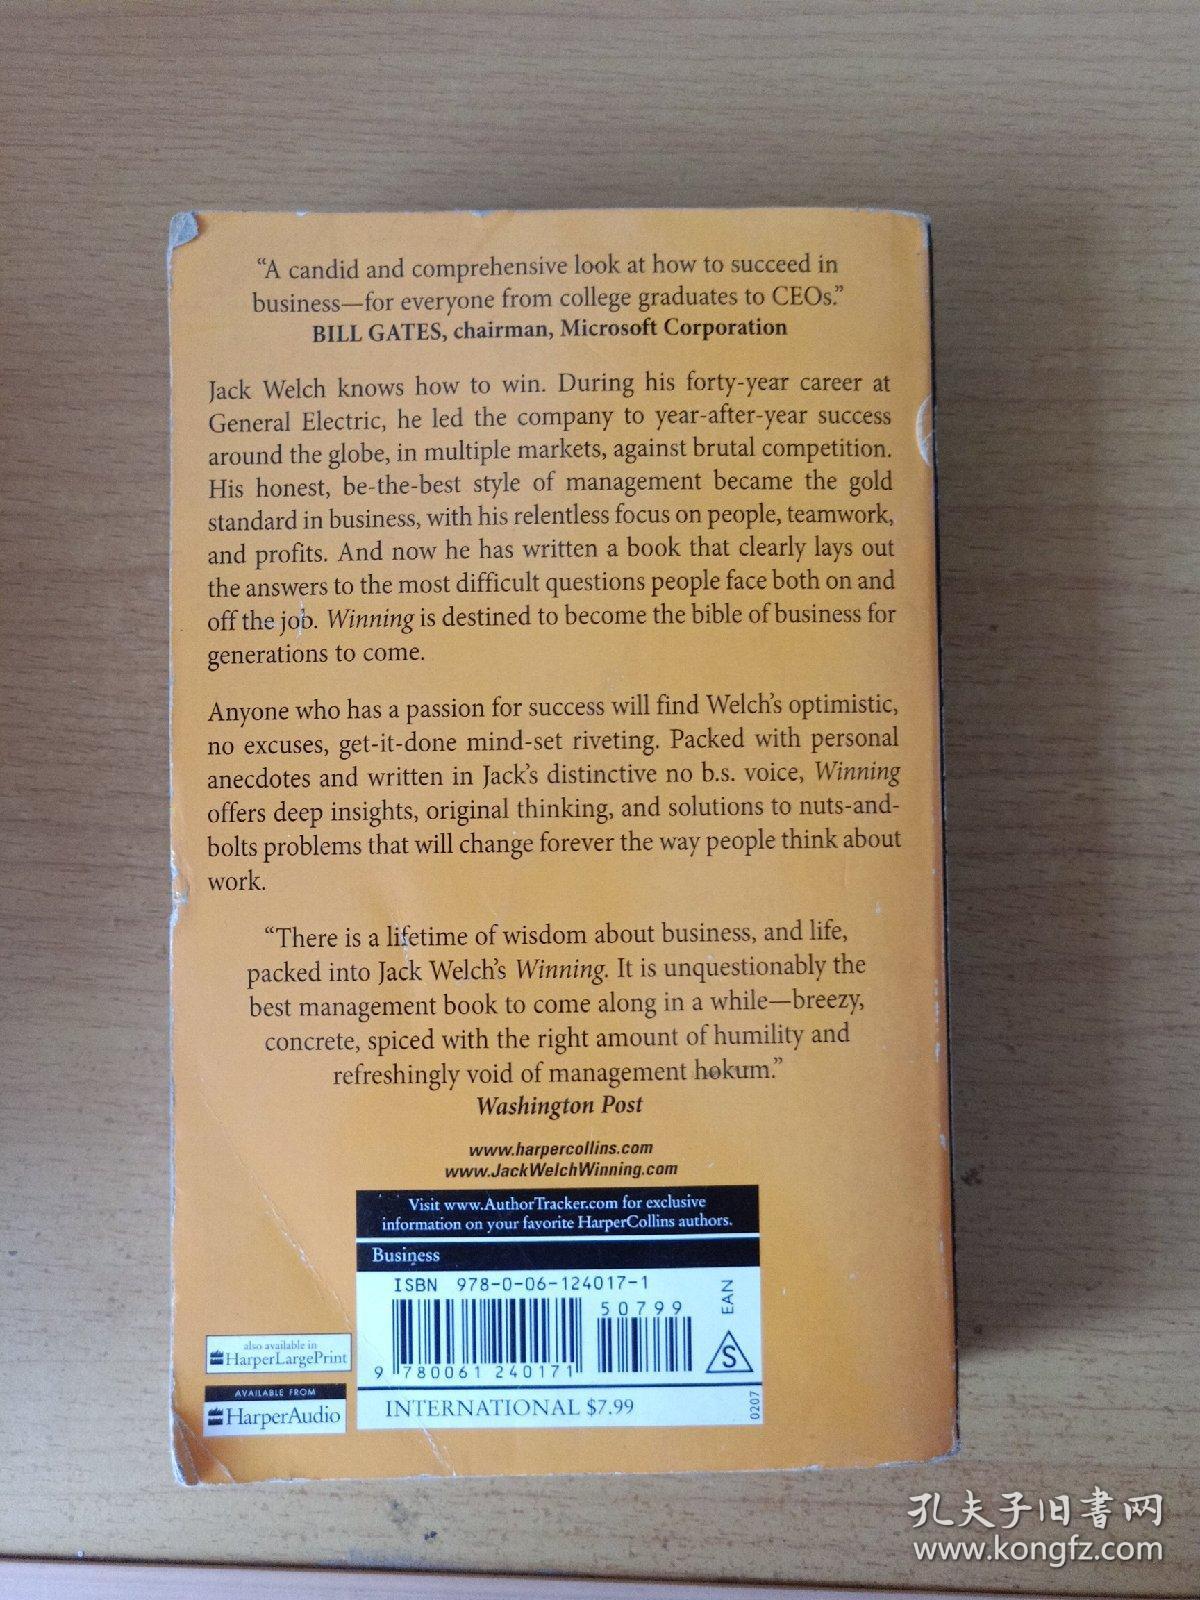 “A candid and comprehensive look at how to succeed in
business—for everyone from college graduates to CEOs.”
BILL GATES, chairman, Microsoft Corporation
Jack Welch knows how to win. During his forty-year career at
General Electric, he led the company to year-after-year success
around the globe, in multiple markets, against brutal competition.
His honest, be-the-best style of management became the gold
standard in business, with his relentless focus on people, teamwork,
and profits. And now he has written a book that clearly lays out
the answers to the most difficult questions people face both on and
off the job. Winning is destined to become the bible of business for
generations to come.
Anyone who has a passion for success will find Welch’s optimistic,
no excuses, get-it-done mind-set riveting. Packed with personal
anecdotes and written in Jack’s distinctive no b.s. voice, Winning
offers deep insights, original thinking, and solutions to nuts-and-
bolts problems that will change forever the way people think about
work.
“There is a lifetime of wisdom about business, and life,
packed into Jack Welch’s Winning. It is unquestionably the
best management book to come along in a while—breezy,
concrete, spiced with the right amount of humility and
refreshingly void of management hokum.”
Washington Post
www.harpercollins.com
www.JackWelchWinning.com
Visit www.AuthorTracker.com for exclusive
information on your favorite HarperCollins authors.
Business
ISBN 978-0-06-124017-1
50799
EAN
S
9 780061 240171
INTERNATIONAL $7.99
0207
also available in
HarperLargePrint
AVAILABLE FROM
HarperAudio
孔夫子旧书网
www.kongfz.com